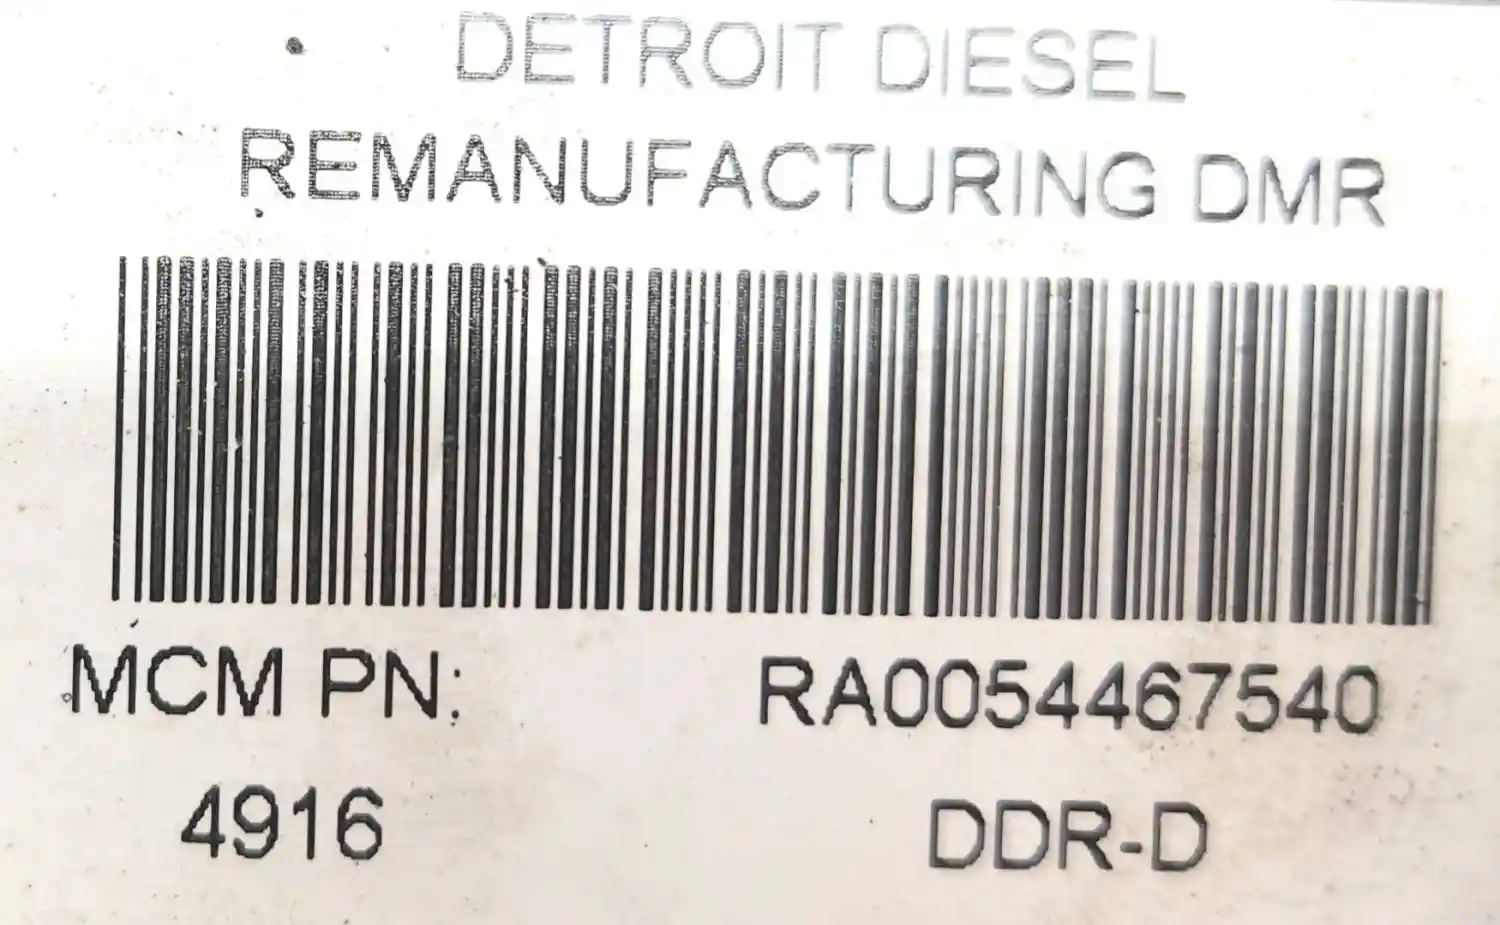 DETROIT DIESEL
REMANUFACTURING DMR
MCM PN: RA0054467540
4916 DDR-D